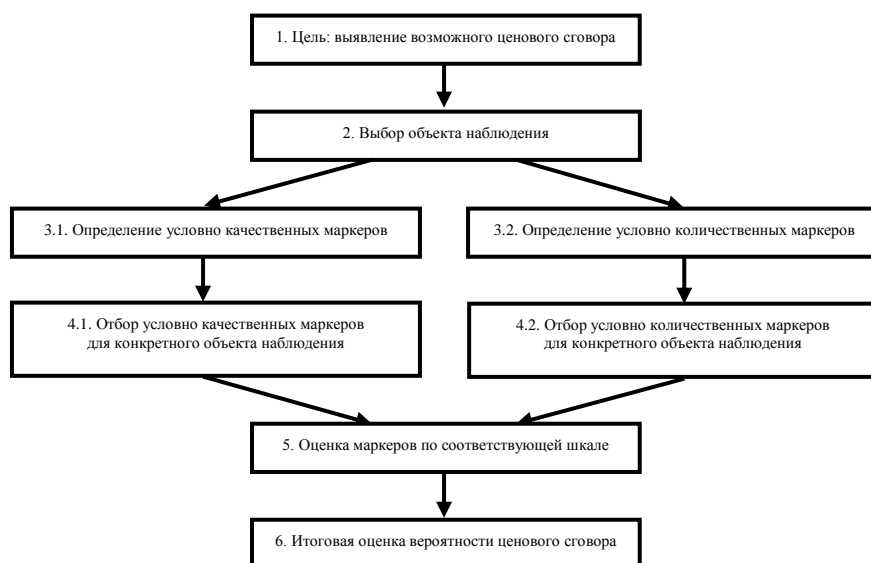 1. Цель: выявление возможного ценового сговора
2. Выбор объекта наблюдения
3.1. Определение условно качественных маркеров
3.2. Определение условно количественных маркеров
4.1. Отбор условно качественных маркеров
для конкретного объекта наблюдения
4.2. Отбор условно количественных маркеров
для конкретного объекта наблюдения
5. Оценка маркеров по соответствующей шкале
6. Итоговая оценка вероятности ценового сговора